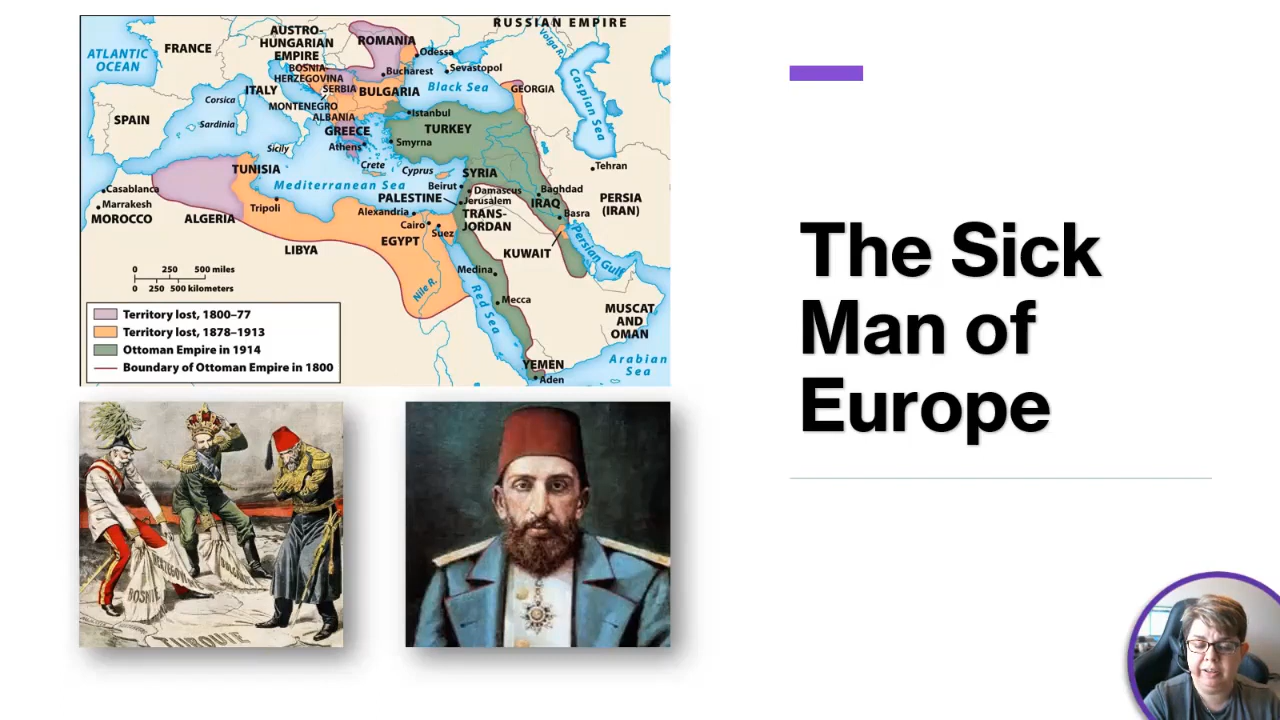 RUSSIAN EMPIRE
AUSTRO-
HUNGARIAN
EMPIRE
ROMANIA
ATLANTIC
OCEAN
FRANCE
Odessa
Volga R.
BOSNIA-
HERZEGOVINA
Bucharest
Sevastopol
Caspian Sea
ITALY
SERBIA
BULGARIA
Black Sea
GEORGIA
Corsica
MONTENEGRO
ALBANIA
Istanbul
SPAIN
Sardinia
GREECE
TURKEY
Athens
Smyrna
Sicily
Crete
Cyprus
SYRIA
Tehran
TUNISIA
Mediterranean Sea
Beirut
Damascus
Baghdad
Casablanca
Marrakesh
PALESTINE
Jerusalem
IRAQ
PERSIA
(IRAN)
MOROCCO
ALGERIA
Tripoli
Alexandria
TRANS-
JORDAN
Basra
Cairo
Suez
LIBYA
EGYPT
KUWAIT
Persian Gulf
0 250 500 miles
0 250 500 kilometers
Medina
Nile R.
Red Sea
Mecca
MUSCAT
AND
OMAN
Territory lost, 1800–77
Territory lost, 1878–1913
Ottoman Empire in 1914
Boundary of Ottoman Empire in 1800
YEMEN
Aden
Arabian
Sea
The Sick
Man of
Europe
BOSNIE
TURQUIE